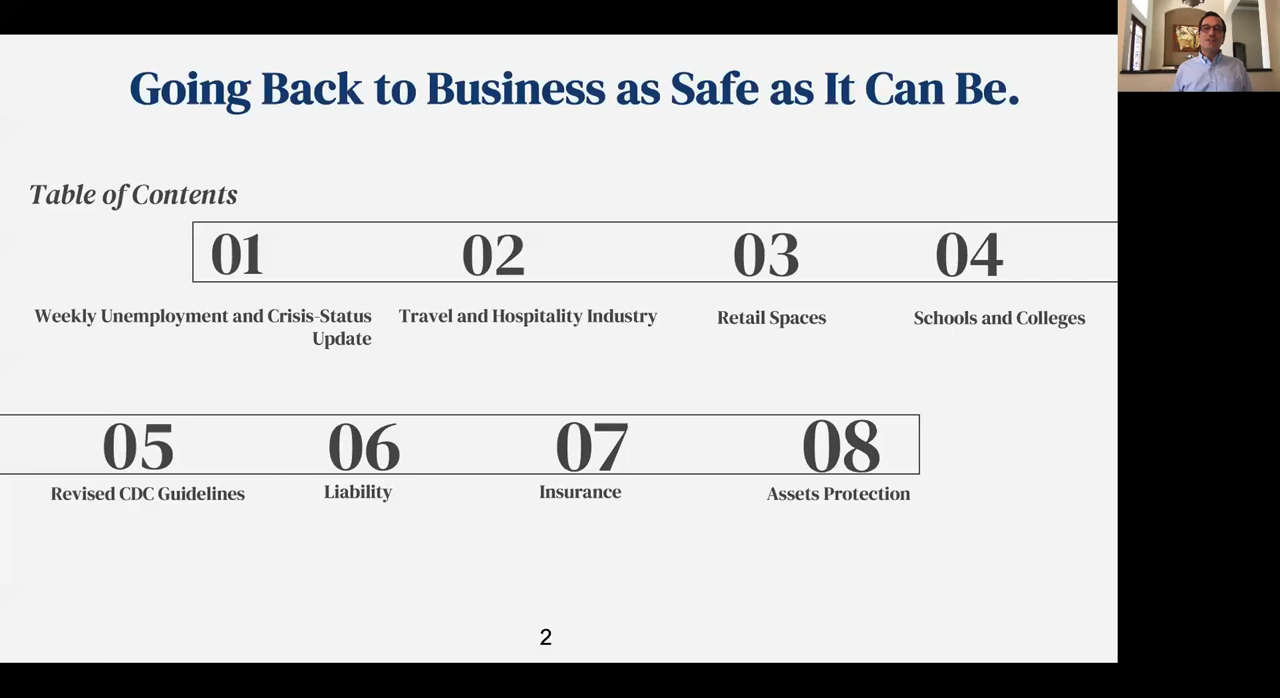 Going Back to Business as Safe as It Can Be.
Table of Contents
01 02 03 04
Weekly Unemployment and Crisis-Status
Update
Travel and Hospitality Industry
Retail Spaces
Schools and Colleges
05 06 07 08
Revised CDC Guidelines
Liability
Insurance
Assets Protection
2